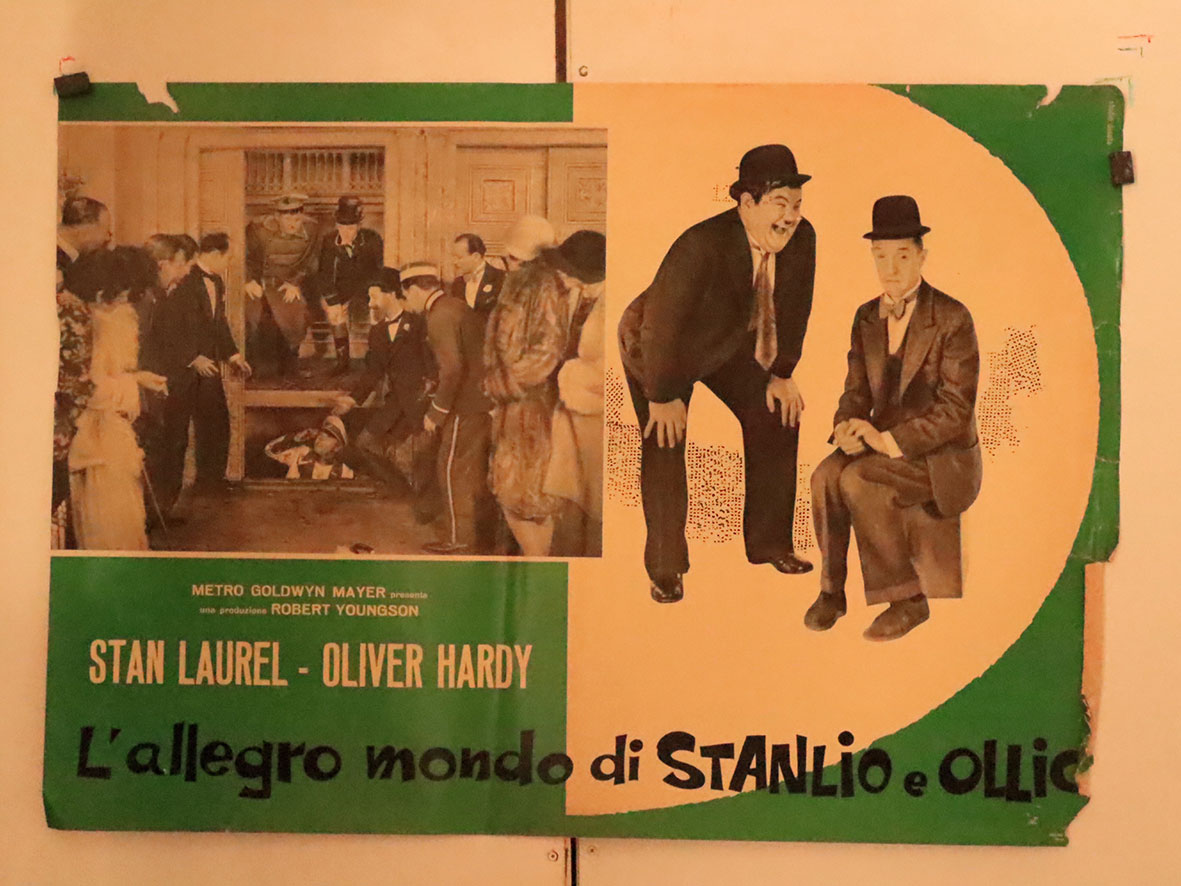 METRO GOLDWYN MAYER presenta
una produzione ROBERT YOUNGSON
STAN LAUREL - OLIVER HARDY
L'allegro mondo di STANLIO e OLLIO